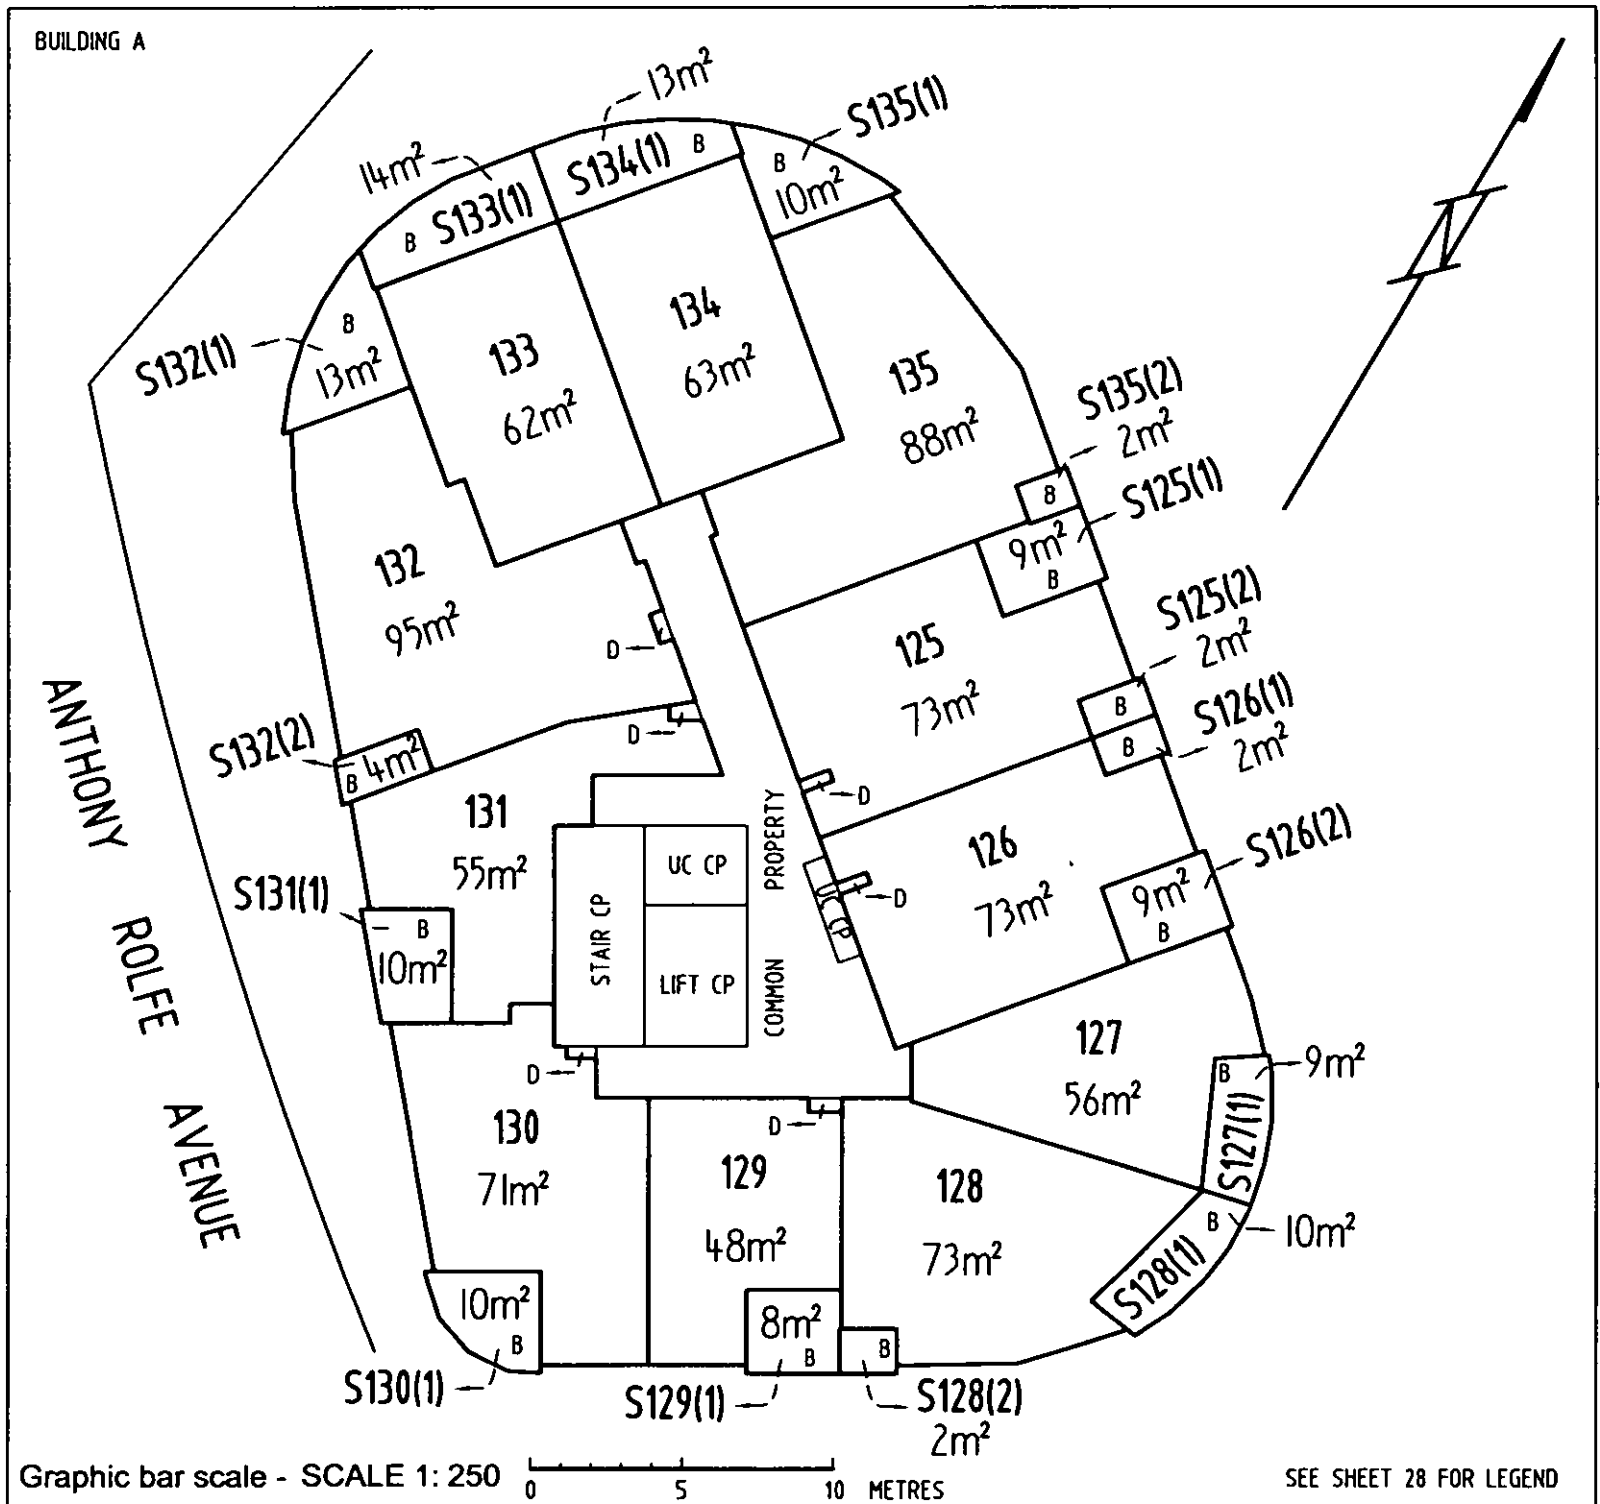 BUILDING A
13m²
S135(1)
14m²
S134(1) B
B
10m²
B S133(1)
S132(1)
B
13m²
133
62m²
134
63m²
135
88m²
S135(2)
2m²
B
S125(1)
9m²
B
132
95m²
D
125
73m²
S125(2)
2m²
B
S126(1)
2m²
B
S132(2)
B 4m²
D
131
55m²
D
126
73m²
S126(2)
9m²
B
D
UC CP
S131(1)
B
10m²
STAIR CP
UC CP
LIFT CP
COMMON PROPERTY
ANTHONY ROLFE AVENUE
127
56m²
B
9m²
S127(1)
D
130
71m²
D
129
48m²
128
73m²
B
10m²
S128(1)
10m²
B
S130(1)
8m²
B
S129(1)
B
S128(2)
2m²
Graphic bar scale - SCALE 1: 250
0 5 10 METRES
SEE SHEET 28 FOR LEGEND